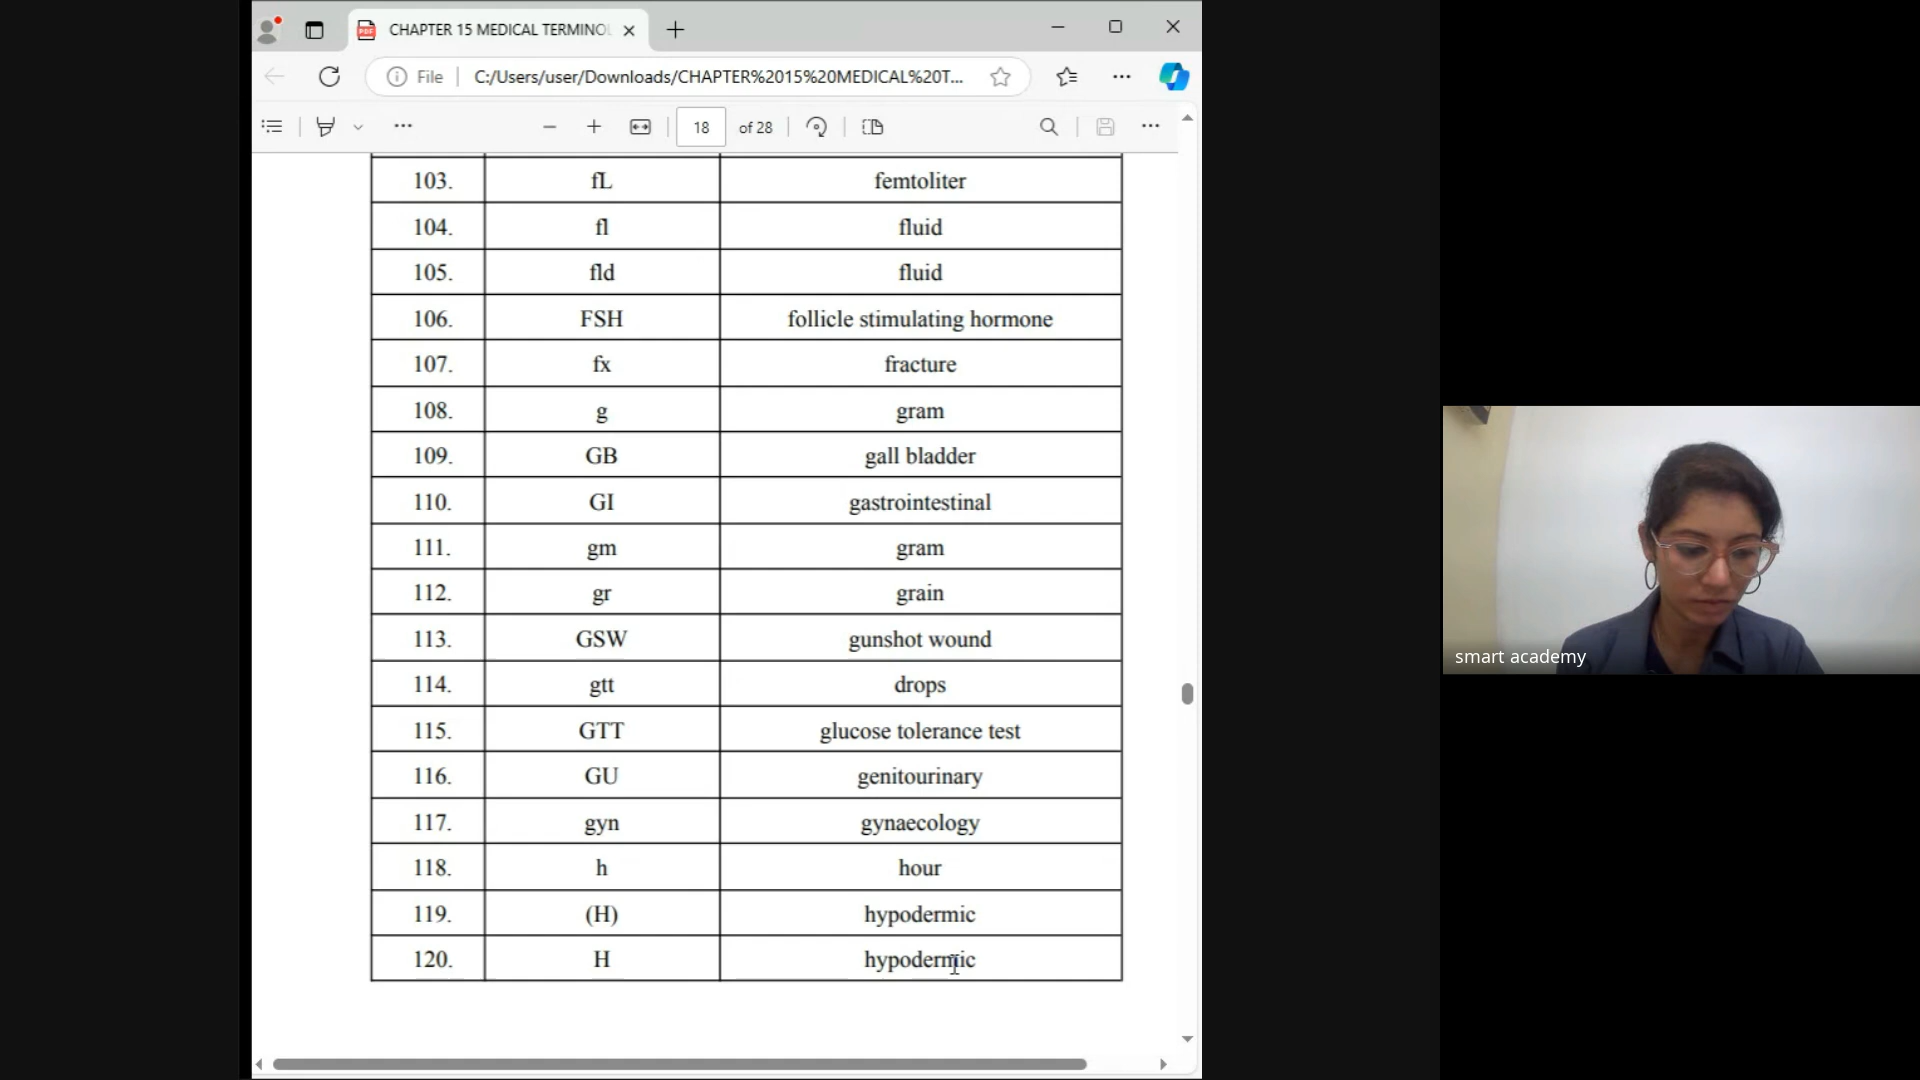 CHAPTER 15 MEDICAL TERMINOL
File C:/Users/user/Downloads/CHAPTER%2015%20MEDICAL%20T...
18 of 28
103. fL femtoliter
104. fl fluid
105. fld fluid
106. FSH follicle stimulating hormone
107. fx fracture
108. g gram
109. GB gall bladder
110. GI gastrointestinal
111. gm gram
112. gr grain
113. GSW gunshot wound
114. gtt drops
115. GTT glucose tolerance test
116. GU genitourinary
117. gyn gynaecology
118. h hour
119. (H) hypodermic
120. H hypodermic
smart academy